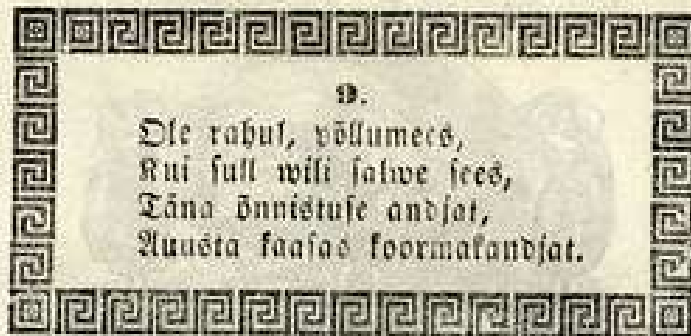 9.
Ole rahul, põllumees,
Kui sull wili salwe sees,
Täna õnnistuse andjat,
Auusta kaasas koormakandjat.